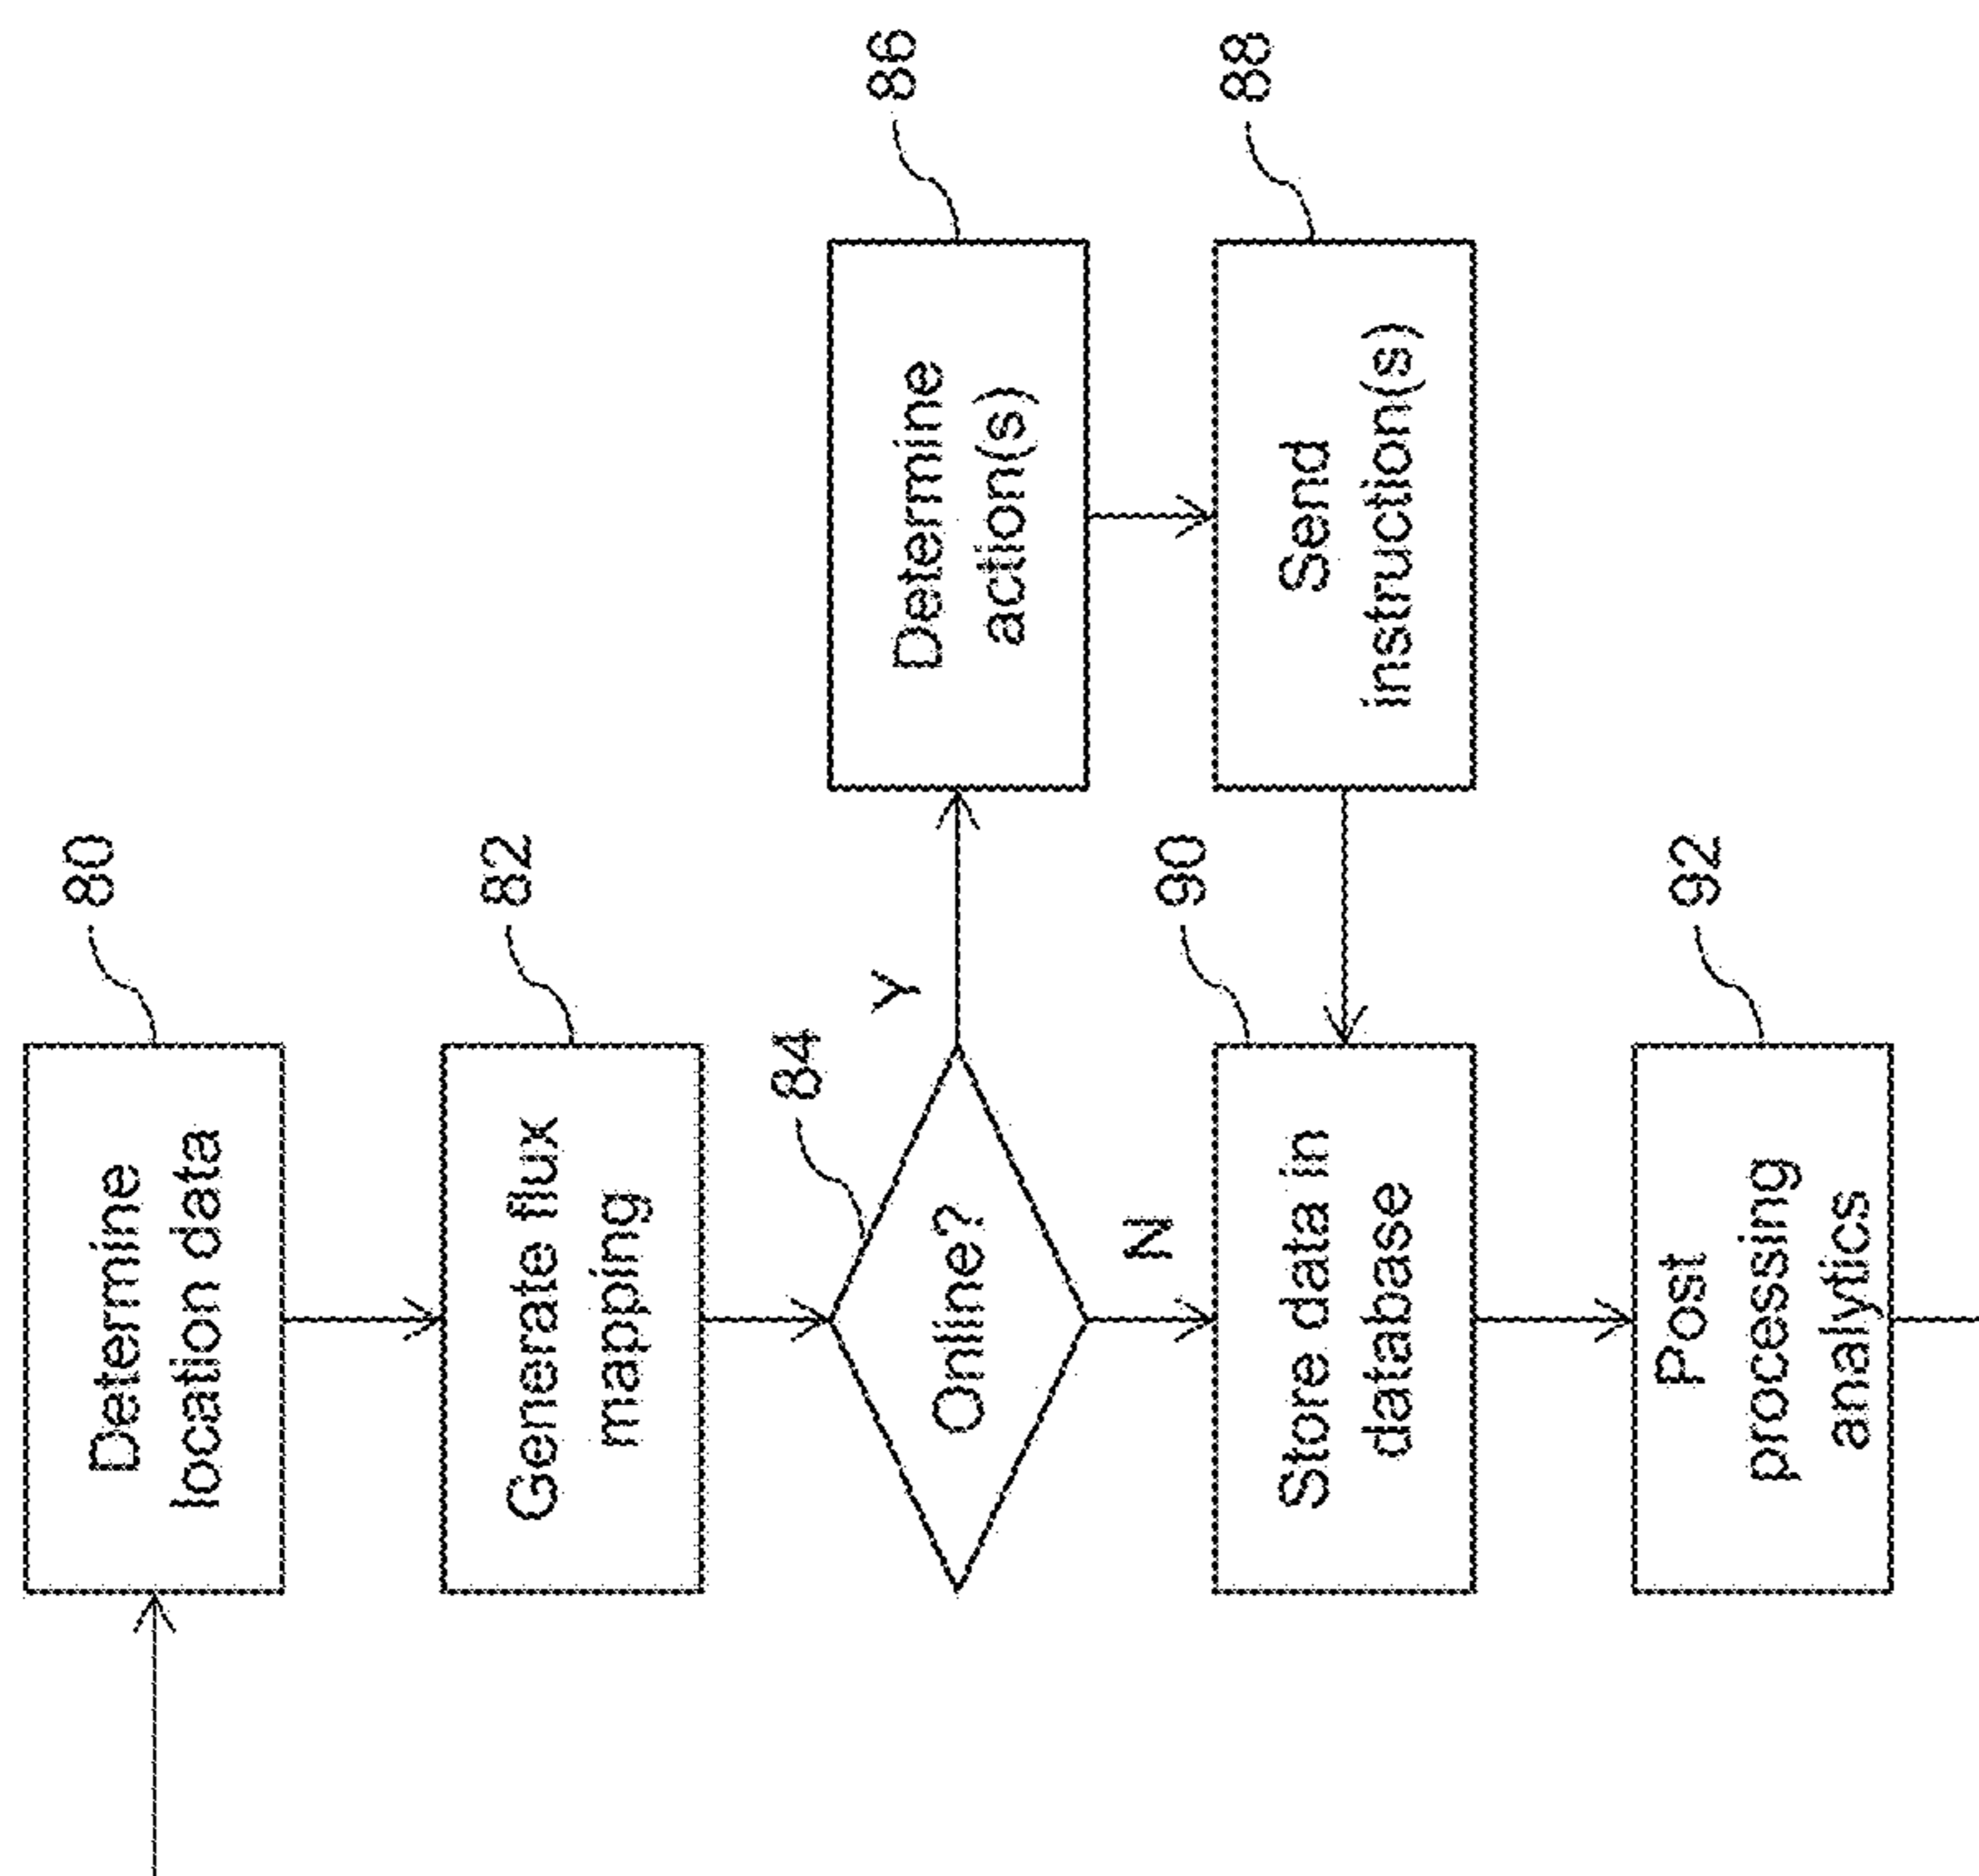 80
Determine
location data
82
Generate flux
mapping
84
Online?
Y
N
86
Determine
action(s)
88
Send
instruction(s)
90
Store data in
database
92
Post
processing
analytics